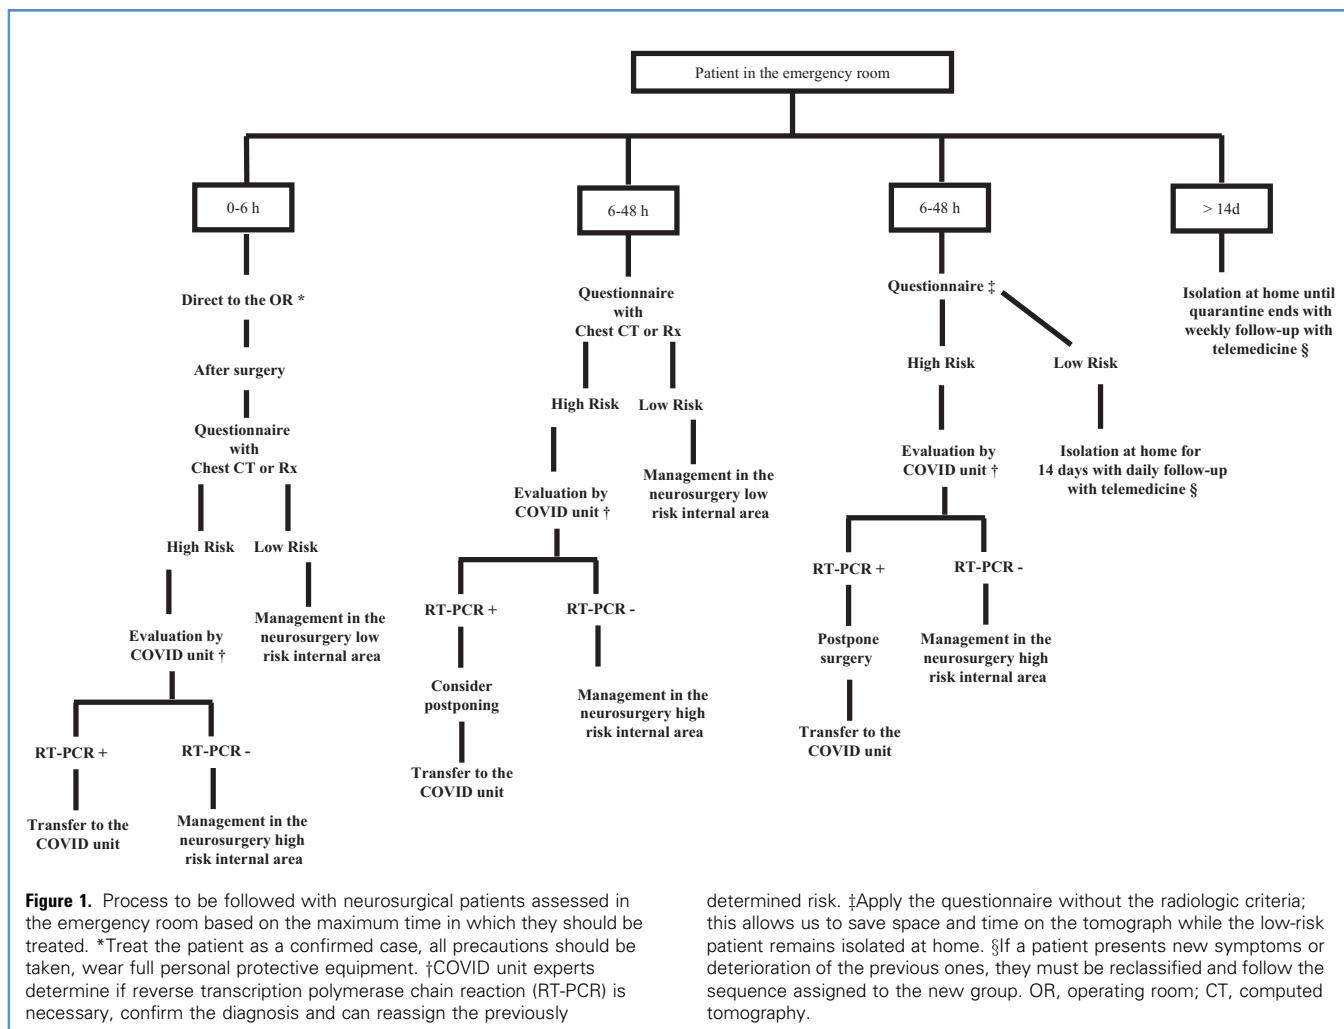 Patient in the emergency room
0-6 h
6-48 h
6-48 h
> 14d
Direct to the OR *
After surgery
Questionnaire
with
Chest CT or Rx
High Risk
Low Risk
Evaluation by
COVID unit †
Management in the
neurosurgery low
risk internal area
RT-PCR +
RT-PCR -
Transfer to the
COVID unit
Management in the
neurosurgery high
risk internal area
Questionnaire
with
Chest CT or Rx
High Risk
Low Risk
Evaluation by
COVID unit †
Management in the
neurosurgery low
risk internal area
RT-PCR +
RT-PCR -
Consider
postponing
Transfer to the
COVID unit
Management in the
neurosurgery high
risk internal area
Questionnaire ‡
High Risk
Low Risk
Evaluation by
COVID unit †
Isolation at home for
14 days with daily follow-up
with telemedicine §
RT-PCR +
RT-PCR -
Postpone
surgery
Transfer to the
COVID unit
Management in the
neurosurgery high
risk internal area
Isolation at home until
quarantine ends with
weekly follow-up with
telemedicine §
Figure 1. Process to be followed with neurosurgical patients assessed in
the emergency room based on the maximum time in which they should be
treated. *Treat the patient as a confirmed case, all precautions should be
taken, wear full personal protective equipment. †COVID unit experts
determine if reverse transcription polymerase chain reaction (RT-PCR) is
necessary, confirm the diagnosis and can reassign the previously
determined risk. ‡Apply the questionnaire without the radiologic criteria;
this allows us to save space and time on the tomograph while the low-risk
patient remains isolated at home. §If a patient presents new symptoms or
deterioration of the previous ones, they must be reclassified and follow the
sequence assigned to the new group. OR, operating room; CT, computed
tomography.